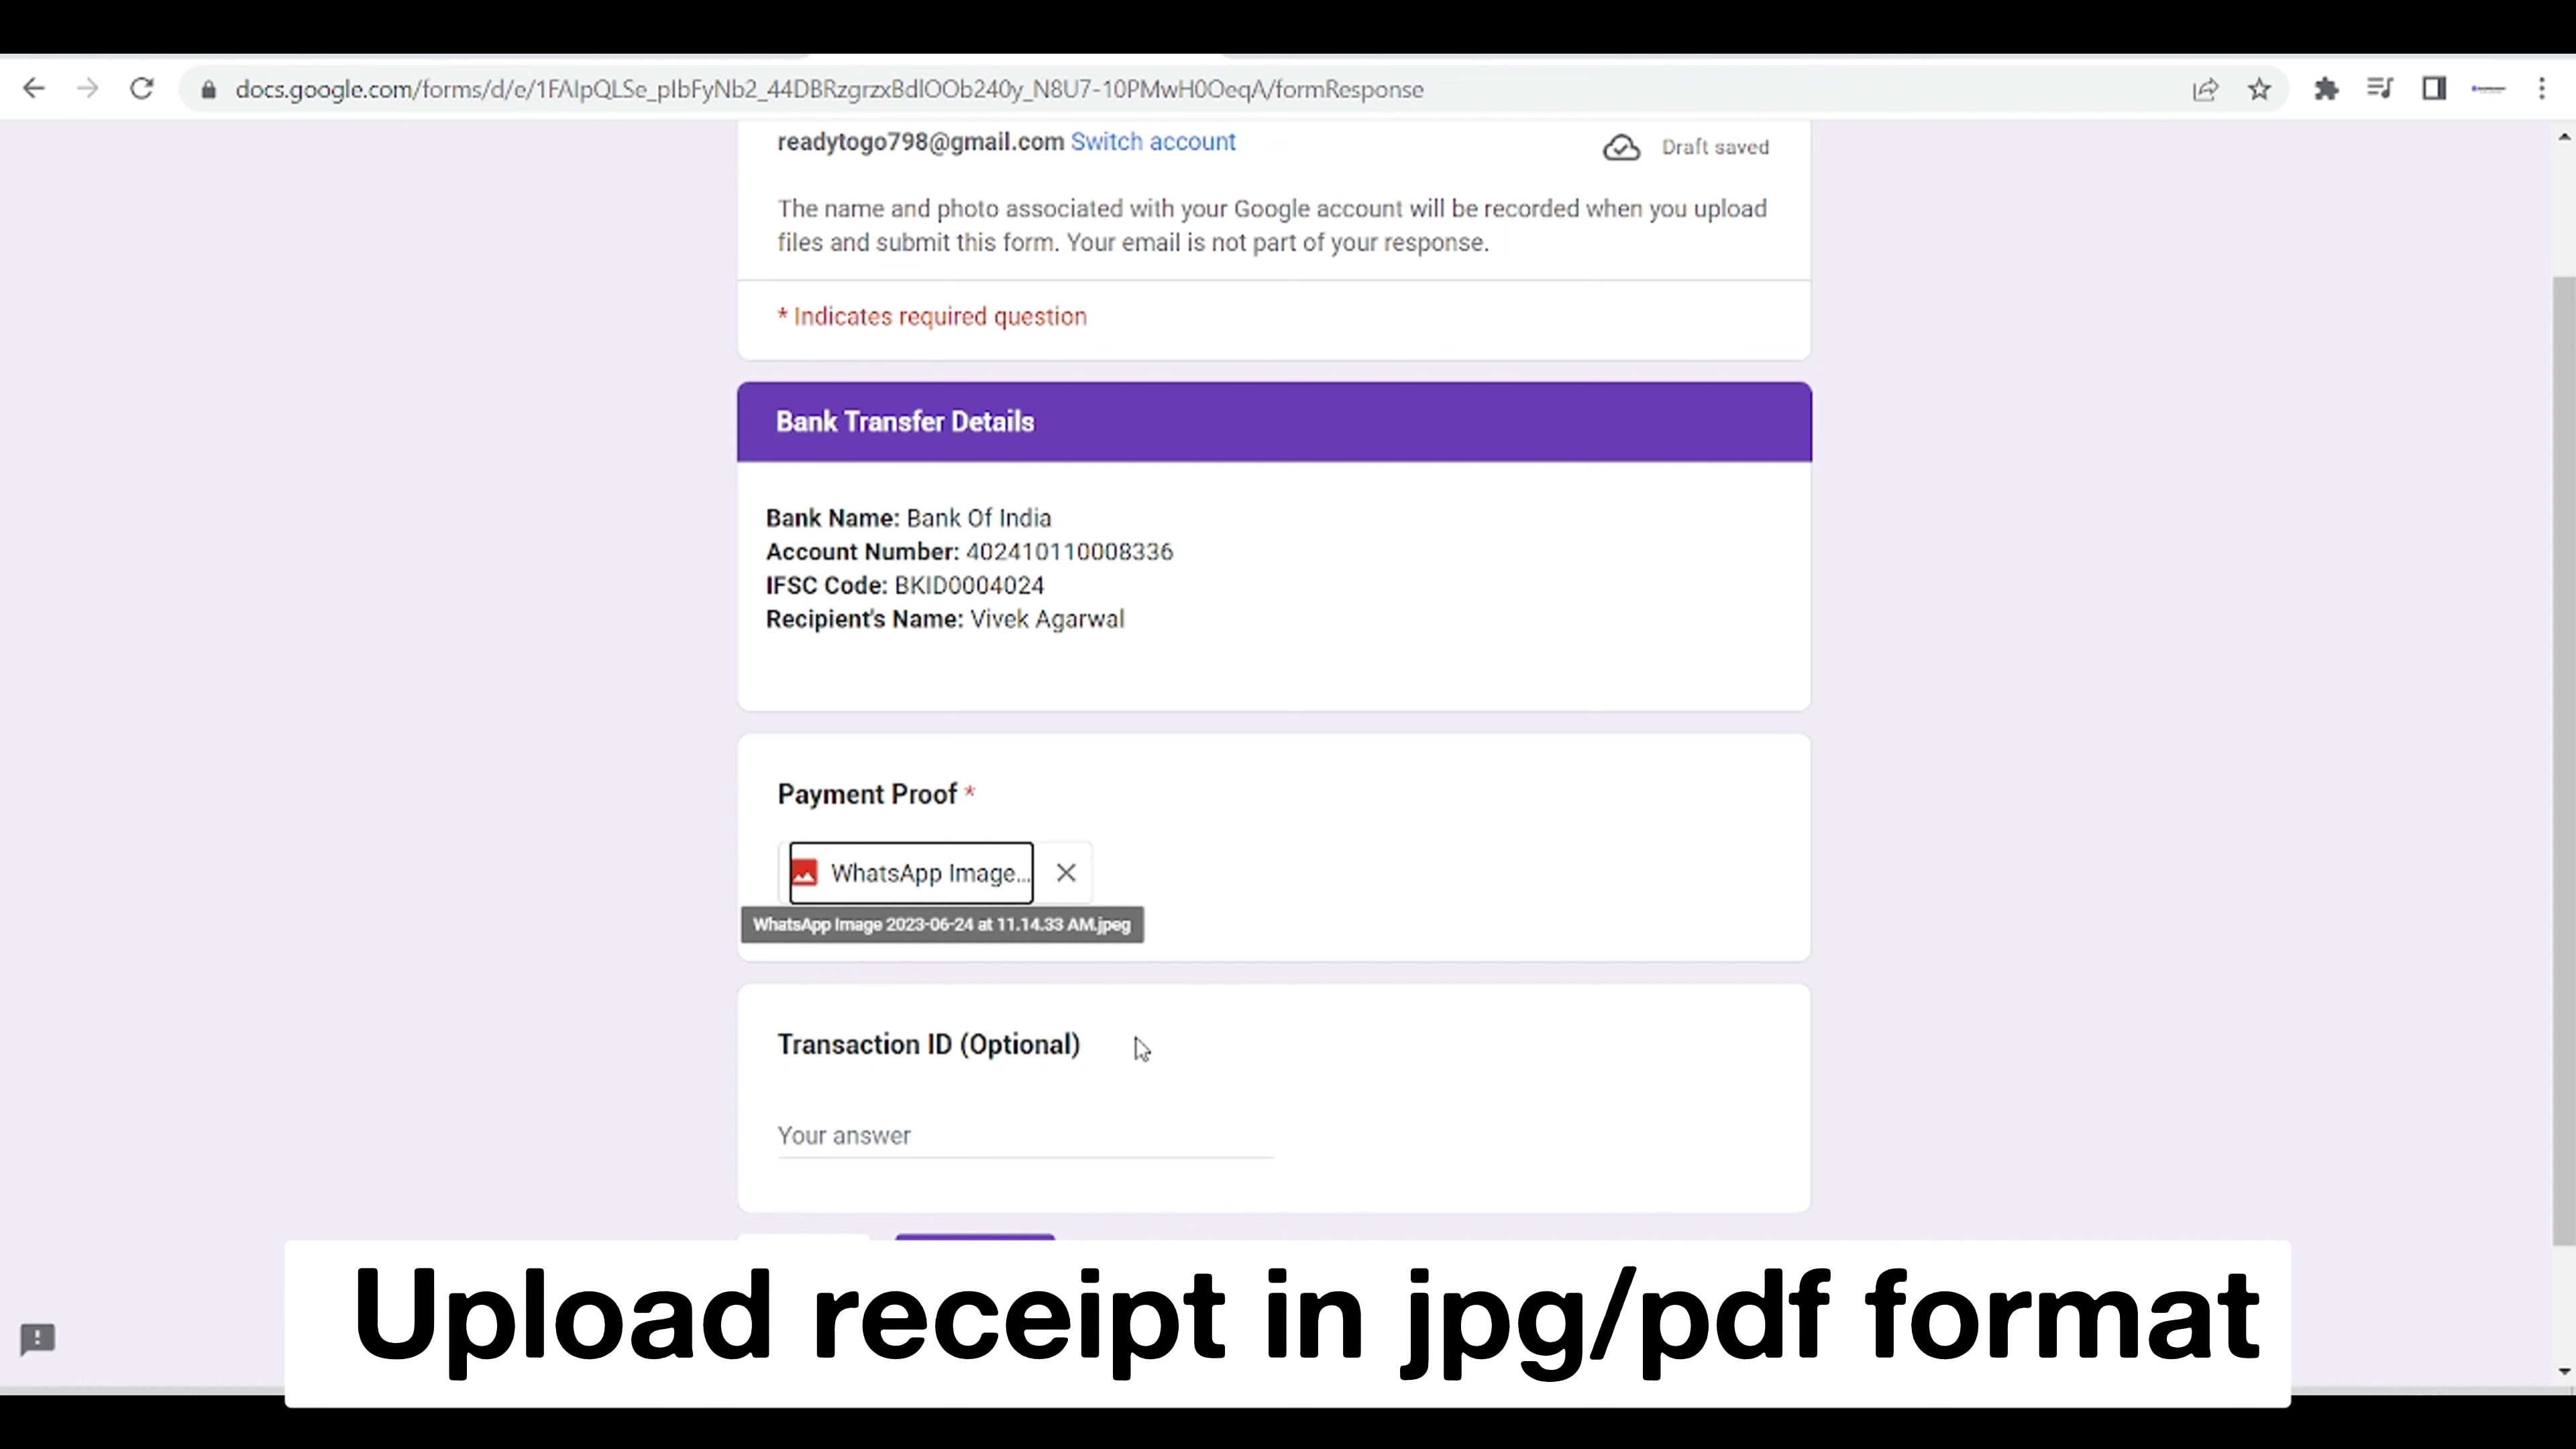 docs.google.com/forms/d/e/1FAIpQLSe_pIbFyNb2_44DBRzgrzxBdlOOb240y_N8U7-10PMwH0OeqA/formResponse
readytogo798@gmail.com Switch account
Draft saved
The name and photo associated with your Google account will be recorded when you upload
files and submit this form. Your email is not part of your response.
* Indicates required question
Bank Transfer Details
Bank Name: Bank Of India
Account Number: 402410110008336
IFSC Code: BKID0004024
Recipient's Name: Vivek Agarwal
Payment Proof *
WhatsApp Image...
WhatsApp Image 2023-06-24 at 11.14.33 AM.jpeg
Transaction ID (Optional)
Your answer
Upload receipt in jpg/pdf format